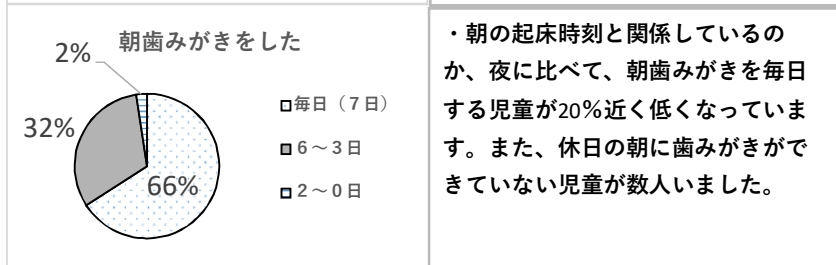 朝歯みがきをした
2%
32%
66%
毎日（7日）
6～3日
2～0日
・朝の起床時刻と関係しているの
か、夜に比べて、朝歯みがきを毎日
する児童が20％近く低くなっていま
す。また、休日の朝に歯みがきがで
きていない児童が数人いました。